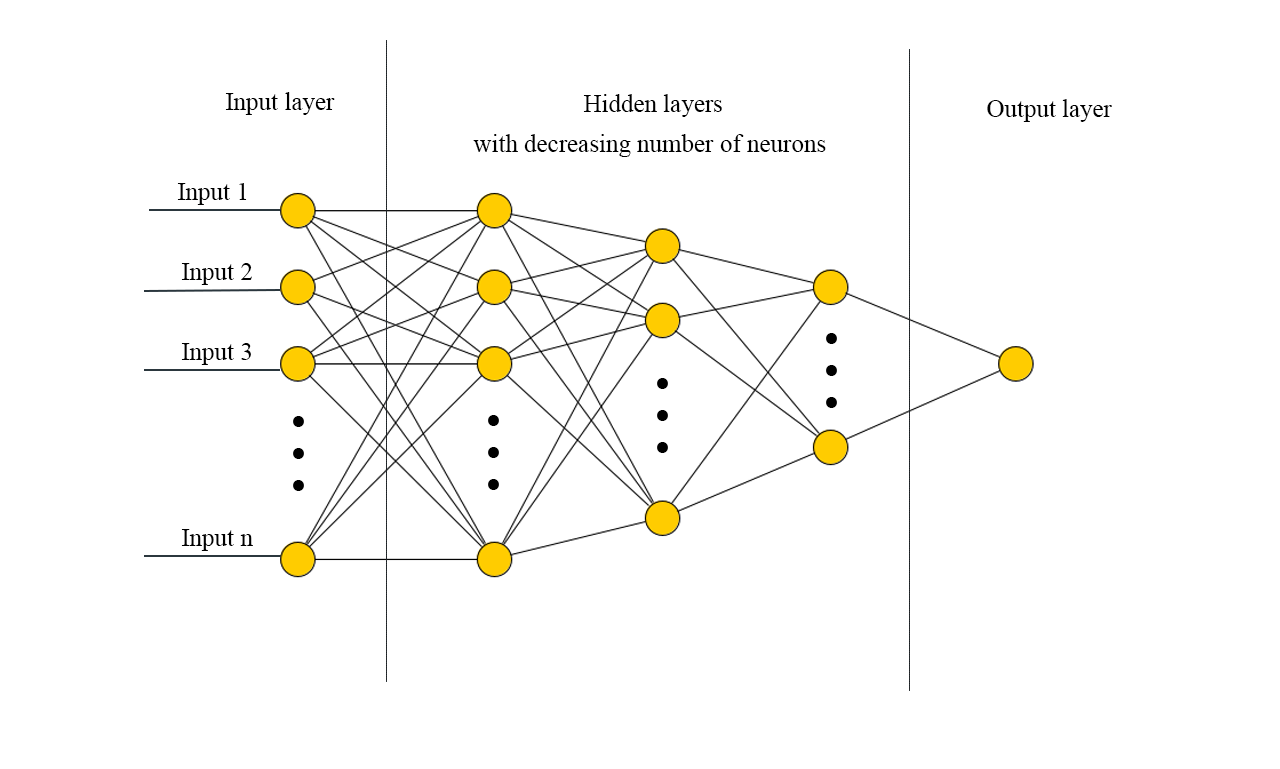 Input layer
Hidden layers
with decreasing number of neurons
Output layer
Input 1
Input 2
Input 3
Input n